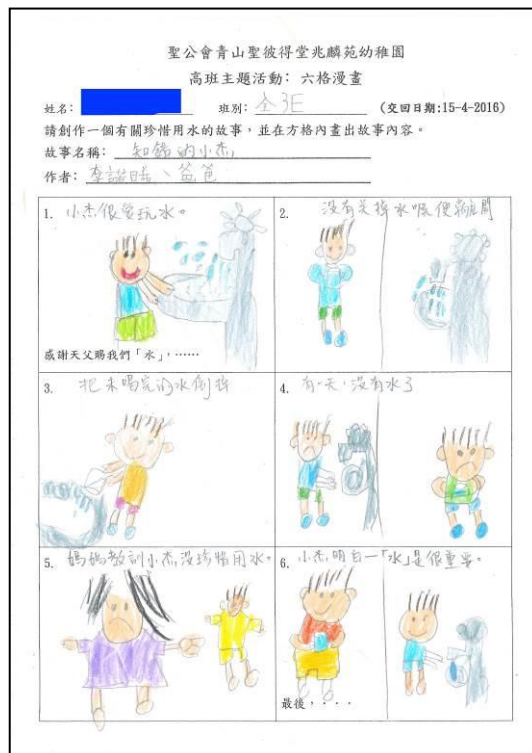 聖公會青山聖彼得堂兆麟苑幼稚園
高班主題活動：六格漫畫
姓名：
班別：全3E
(交回日期:15-4-2016)
請創作一個有關珍惜用水的故事，並在方格內畫出故事內容。
故事名稱：知錯的小杰
作者：李諾晞、爸爸
1. 小杰很愛玩水。
感謝天父賜我們「水」，……
2. 沒有關掉水喉便離開
3. 把未喝完的水倒掉
4. 有一天，沒有水了
5. 媽媽教訓小杰沒珍惜用水。
6. 小杰明白一「水」是很重要。
最後，．．．．